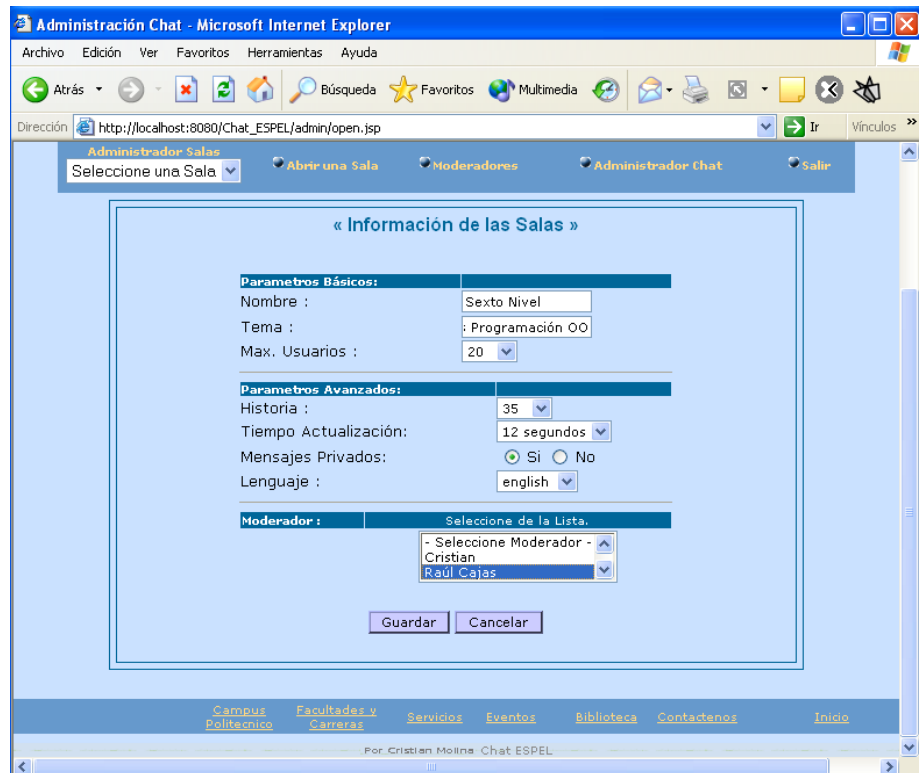 Administración Chat - Microsoft Internet Explorer
Archivo Edición Ver Favoritos Herramientas Ayuda
Atrás Búsqueda Favoritos Multimedia
Dirección http://localhost:8080/Chat_ESPEL/admin/open.jsp Ir Vínculos »
Administrador Salas
Seleccione una Sala Abrir una Sala Moderadores Administrador Chat Salir
« Información de las Salas »
Parametros Básicos:
Nombre : Sexto Nivel
Tema : : Programación OO
Max. Usuarios : 20
Parametros Avanzados:
Historia : 35
Tiempo Actualización: 12 segundos
Mensajes Privados: Si No
Lenguaje : english
Moderador : Seleccione de la Lista.
- Seleccione Moderador -
Cristian
Raúl Cajas
Guardar Cancelar
Campus Politecnico Facultades y Carreras Servicios Eventos Biblioteca Contactenos Inicio
Por Cristian Molina Chat ESPEL